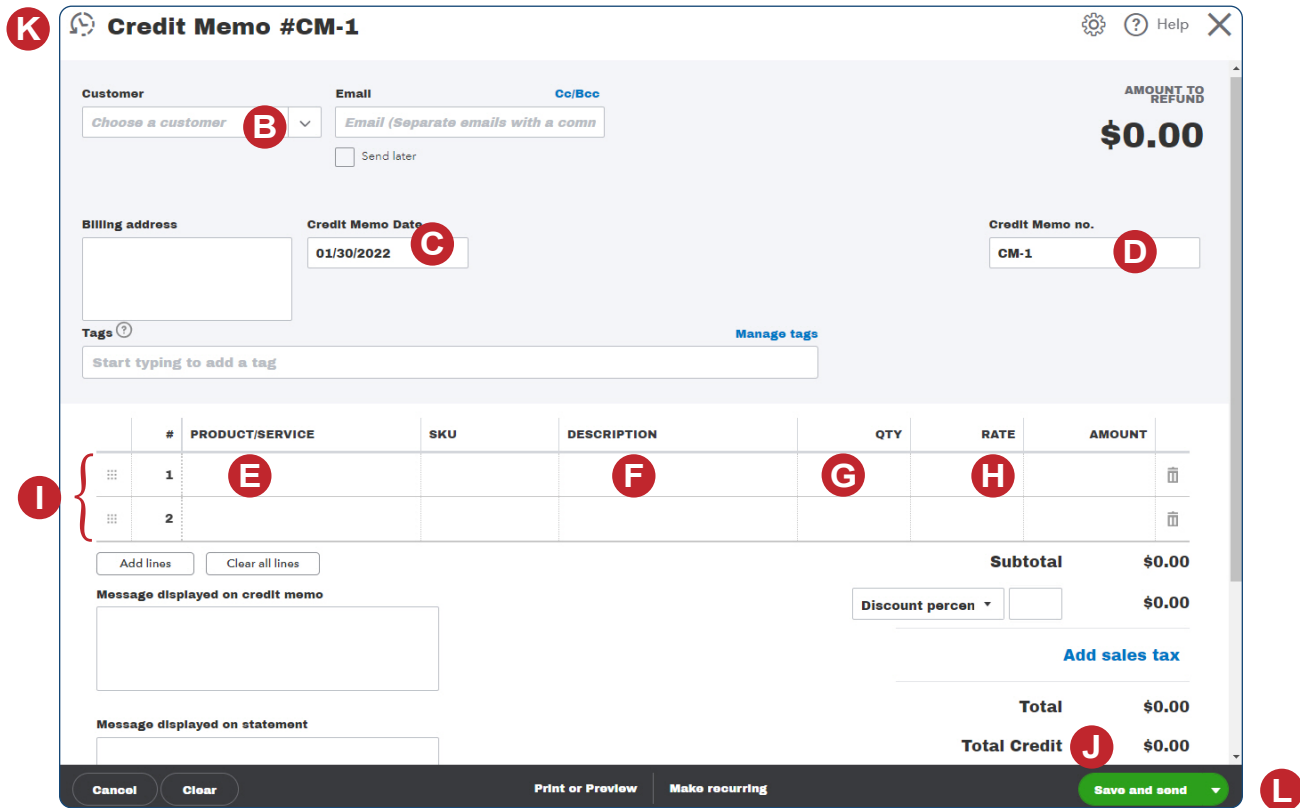 K
Credit Memo #CM-1
Help
Customer
Email
Cc/Bcc
AMOUNT TO
REFUND
Choose a customer
B
Email (Separate emails with a comm
$0.00
Send later
Billing address
Credit Memo Date
Credit Memo no.
01/30/2022
C
CM-1
D
Tags ?
Manage tags
Start typing to add a tag
# PRODUCT/SERVICE SKU DESCRIPTION QTY RATE AMOUNT
I
1 E F G H
2
Add lines
Clear all lines
Subtotal $0.00
Message displayed on credit memo
Discount percen
$0.00
Add sales tax
Total $0.00
Message displayed on statement
Total Credit J $0.00
Cancel
Clear
Print or Preview
Make recurring
Save and send
L